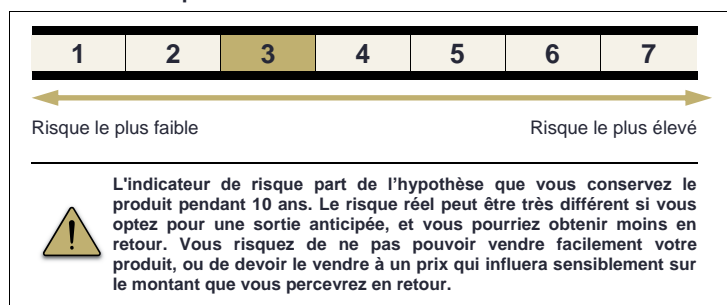 1 2 3 4 5 6 7
Risque le plus faible Risque le plus élevé
L'indicateur de risque part de l’hypothèse que vous conservez le
produit pendant 10 ans. Le risque réel peut être très différent si vous
optez pour une sortie anticipée, et vous pourriez obtenir moins en
retour. Vous risquez de ne pas pouvoir vendre facilement votre
produit, ou de devoir le vendre à un prix qui influera sensiblement sur
le montant que vous percevrez en retour.